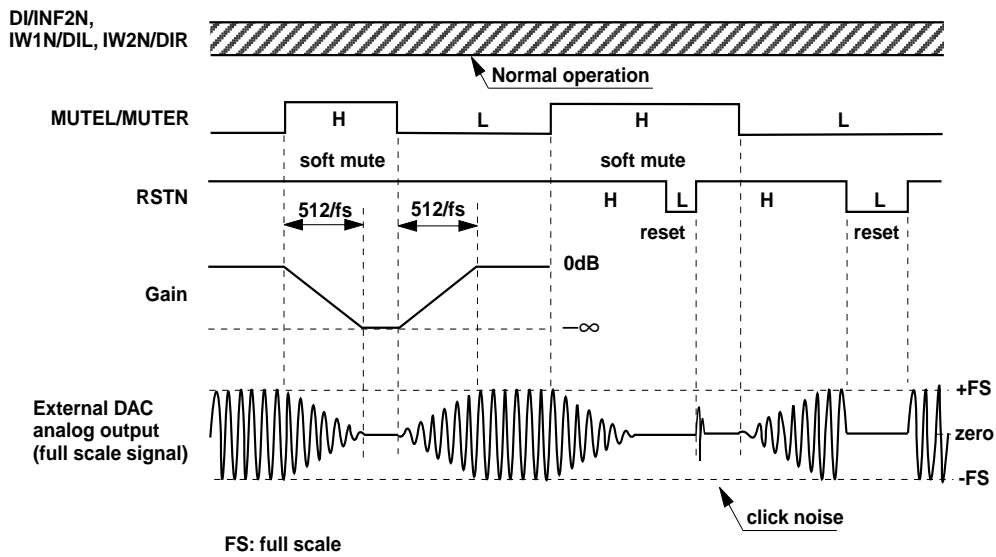 DI/INF2N,
IW1N/DIL, IW2N/DIR
Normal operation
MUTEL/MUTER
H
L
H
L
soft mute
soft mute
RSTN
H
L
H
L
512/fs
512/fs
reset
reset
0dB
Gain
—∞
+FS
External DAC
analog output
(full scale signal)
zero
-FS
click noise
FS: full scale